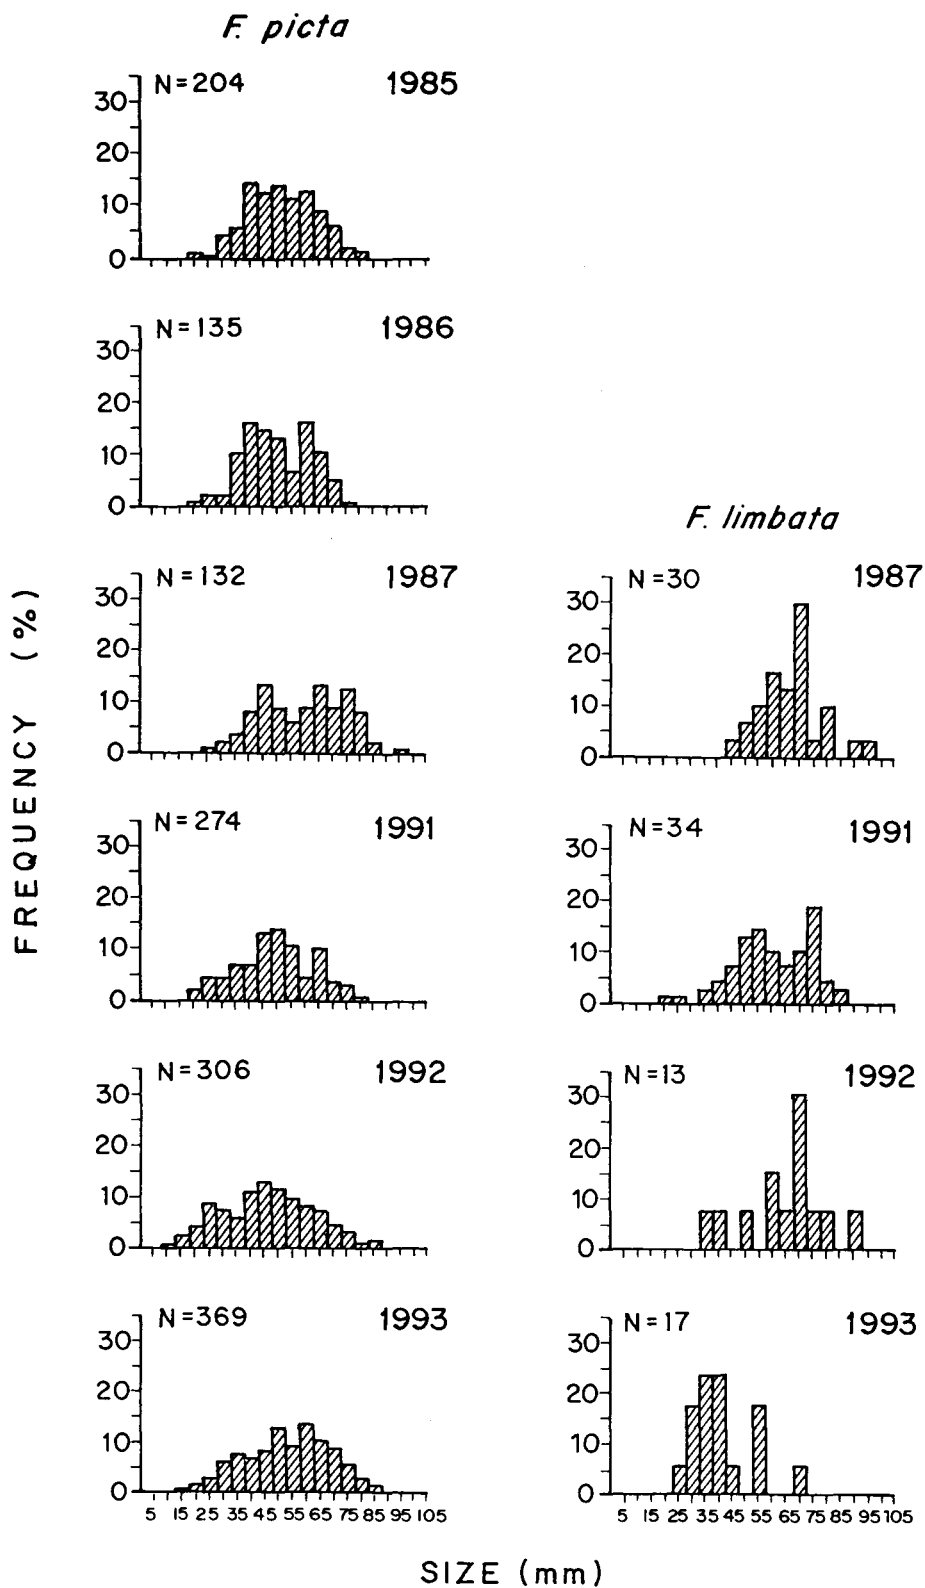 F. picta
N=204 1985
30
20
10
0
N=135 1986
30
20
10
0
F. limbata
N=132 1987
30
20
10
0
N=30 1987
30
20
10
0
N=274 1991
30
20
10
0
N=34 1991
30
20
10
0
N=306 1992
30
20
10
0
N=13 1992
30
20
10
0
N=369 1993
30
20
10
0
5 15 25 35 45 55 65 75 85 95 105
N=17 1993
30
20
10
0
5 15 25 35 45 55 65 75 85 95 105
FREQUENCY (%)
SIZE (mm)